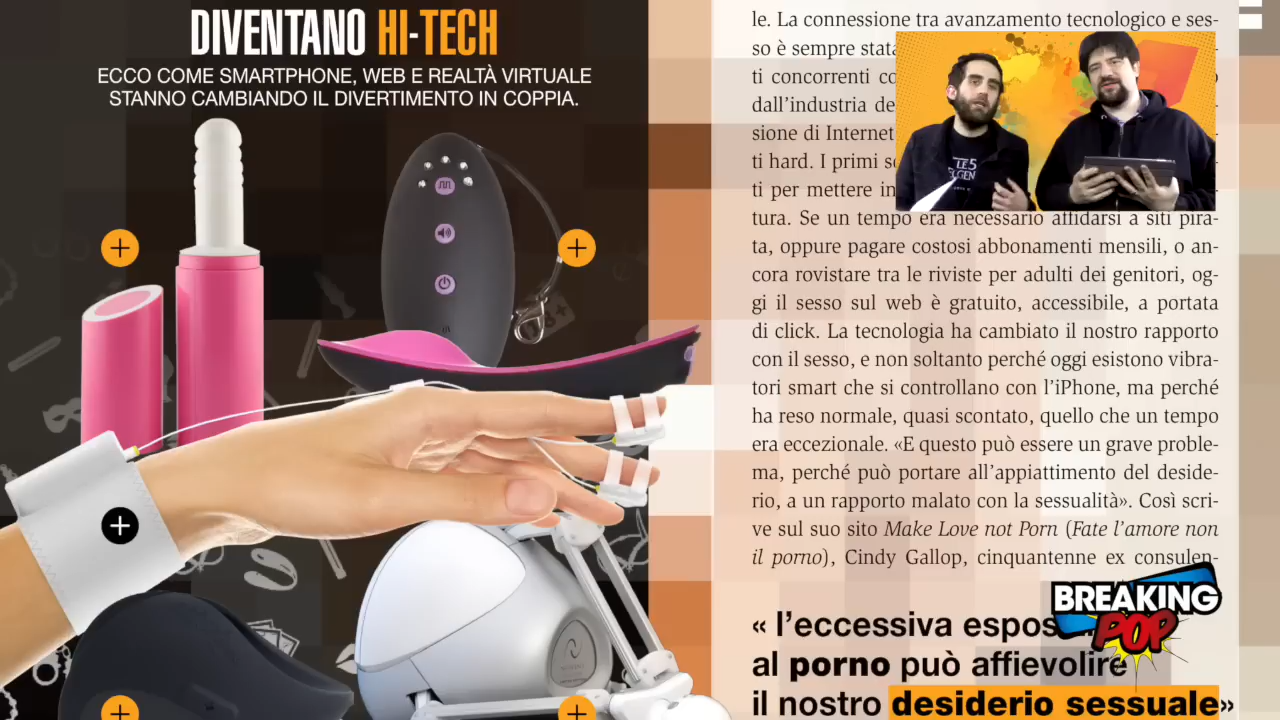 DIVENTANO HI-TECH
ECCO COME SMARTPHONE, WEB E REALTÀ VIRTUALE
STANNO CAMBIANDO IL DIVERTIMENTO IN COPPIA.
le. La connessione tra avanzamento tecnologico e ses-
so è sempre stata
ti concorrenti
dall'industria
sione di Internet
ti hard. I primi
ti per mettere in
tura. Se un tempo era necessario affidarsi a siti pira-
ta, oppure pagare costosi abbonamenti mensili, o an-
cora rovistare tra le riviste per adulti dei genitori, og-
gi il sesso sul web è gratuito, accessibile, a portata
di click. La tecnologia ha cambiato il nostro rapporto
con il sesso, e non soltanto perché oggi esistono vibra-
tori smart che si controllano con l'iPhone, ma perché
ha reso normale, quasi scontato, quello che un tempo
era eccezionale. «E questo può essere un grave proble-
ma, perché può portare all'appiattimento del deside-
rio, a un rapporto malato con la sessualità». Così scri-
ve sul suo sito Make Love not Porn (Fate l'amore non
il porno), Cindy Gallop, cinquantenne ex consulen-
« l'eccessiva
al porno può affievolire
il nostro desiderio sessuale»
BREAKING
POP